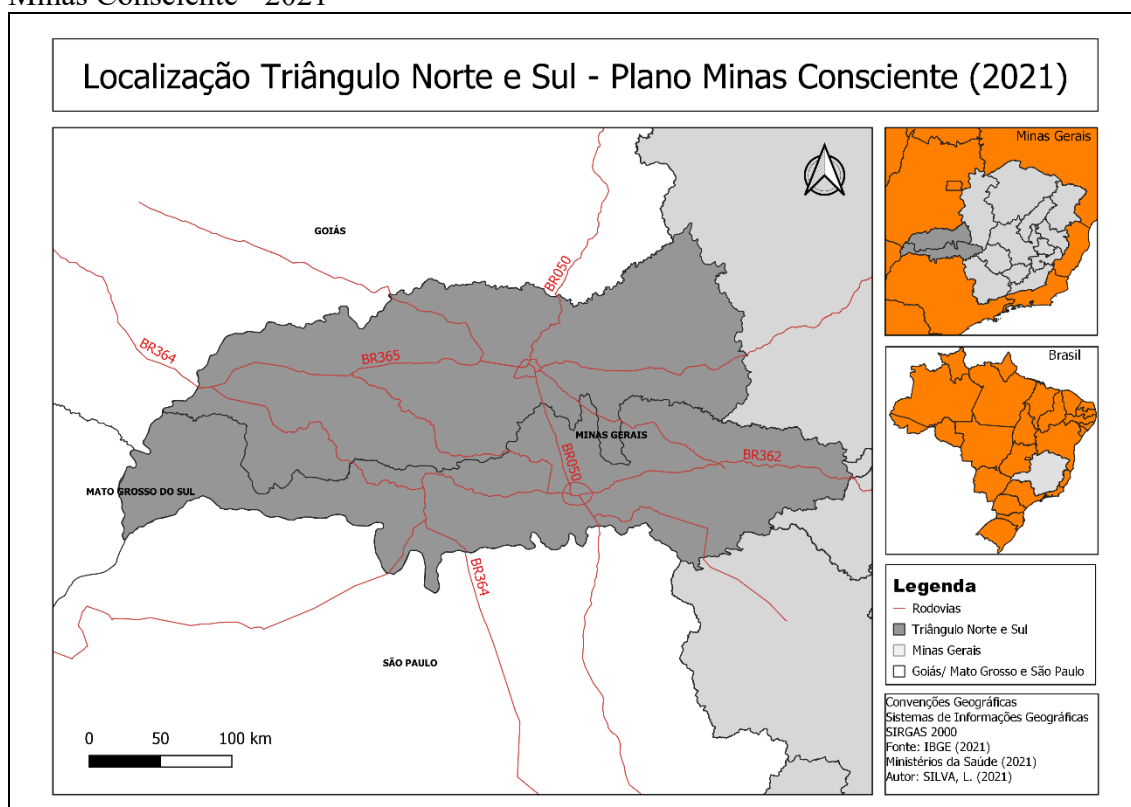 Minas Consciente - 2021
Localização Triângulo Norte e Sul - Plano Minas Consciente (2021)
Minas Gerais
GOIÁS
BR050
BR364
BR365
Brasil
MINAS GERAIS
BR362
BR050
MATO GROSSO DO SUL
BR364
SÃO PAULO
0 50 100 km
Legenda
Rodovias
Triângulo Norte e Sul
Minas Gerais
Goiás/ Mato Grosso e São Paulo
Convenções Geográficas
Sistemas de Informações Geográficas
SIRGAS 2000
Fonte: IBGE (2021)
Ministérios da Saúde (2021)
Autor: SILVA, L. (2021)